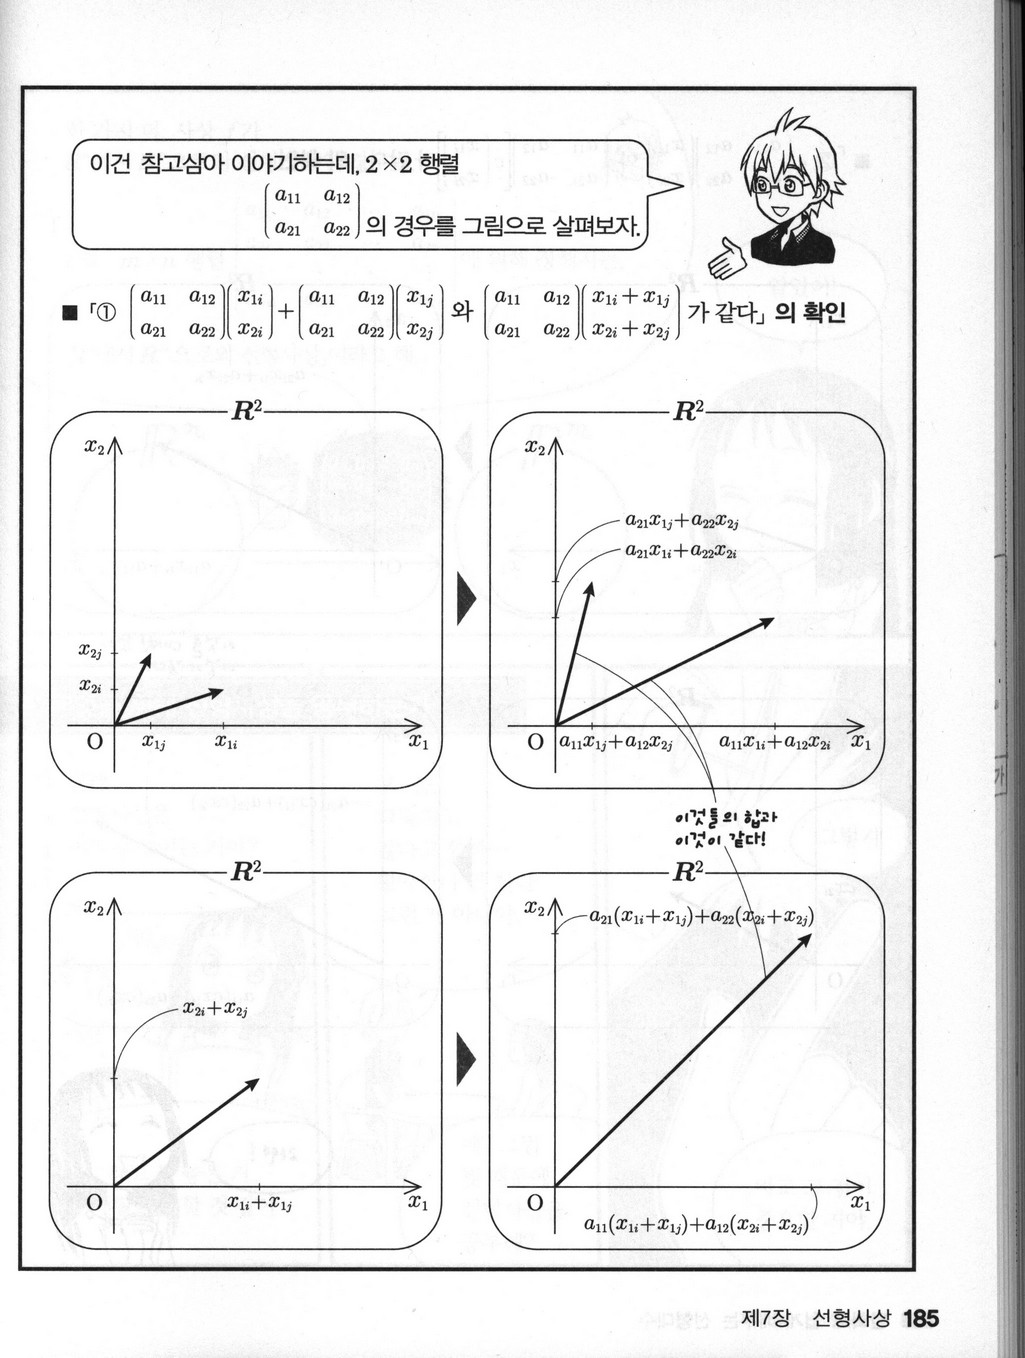 이건 참고삼아 이야기하는데, 2×2 행렬
(a₁₁ a₁₂
a₂₁ a₂₂) 의 경우를 그림으로 살펴보자.
■ 「① (a₁₁ a₁₂ a₂₁ a₂₂)(x₁ᵢ x₂ᵢ) + (a₁₁ a₁₂ a₂₁ a₂₂)(x₁ⱼ x₂ⱼ) 와 (a₁₁ a₁₂ a₂₁ a₂₂)(x₁ᵢ+x₁ⱼ x₂ᵢ+x₂ⱼ) 가 같다」의 확인
R²
x₂
x₂ⱼ
x₂ᵢ
O x₁ⱼ x₁ᵢ x₁
R²
x₂
a₂₁x₁ⱼ+a₂₂x₂ⱼ
a₂₁x₁ᵢ+a₂₂x₂ᵢ
O a₁₁x₁ⱼ+a₁₂x₂ⱼ a₁₁x₁ᵢ+a₁₂x₂ᵢ x₁
이것들의 합과
이것이 같다!
R²
x₂
x₂ᵢ+x₂ⱼ
O x₁ᵢ+x₁ⱼ x₁
R²
x₂ a₂₁(x₁ᵢ+x₁ⱼ)+a₂₂(x₂ᵢ+x₂ⱼ)
O x₁
a₁₁(x₁ᵢ+x₁ⱼ)+a₁₂(x₂ᵢ+x₂ⱼ)
제7장 선형사상 185